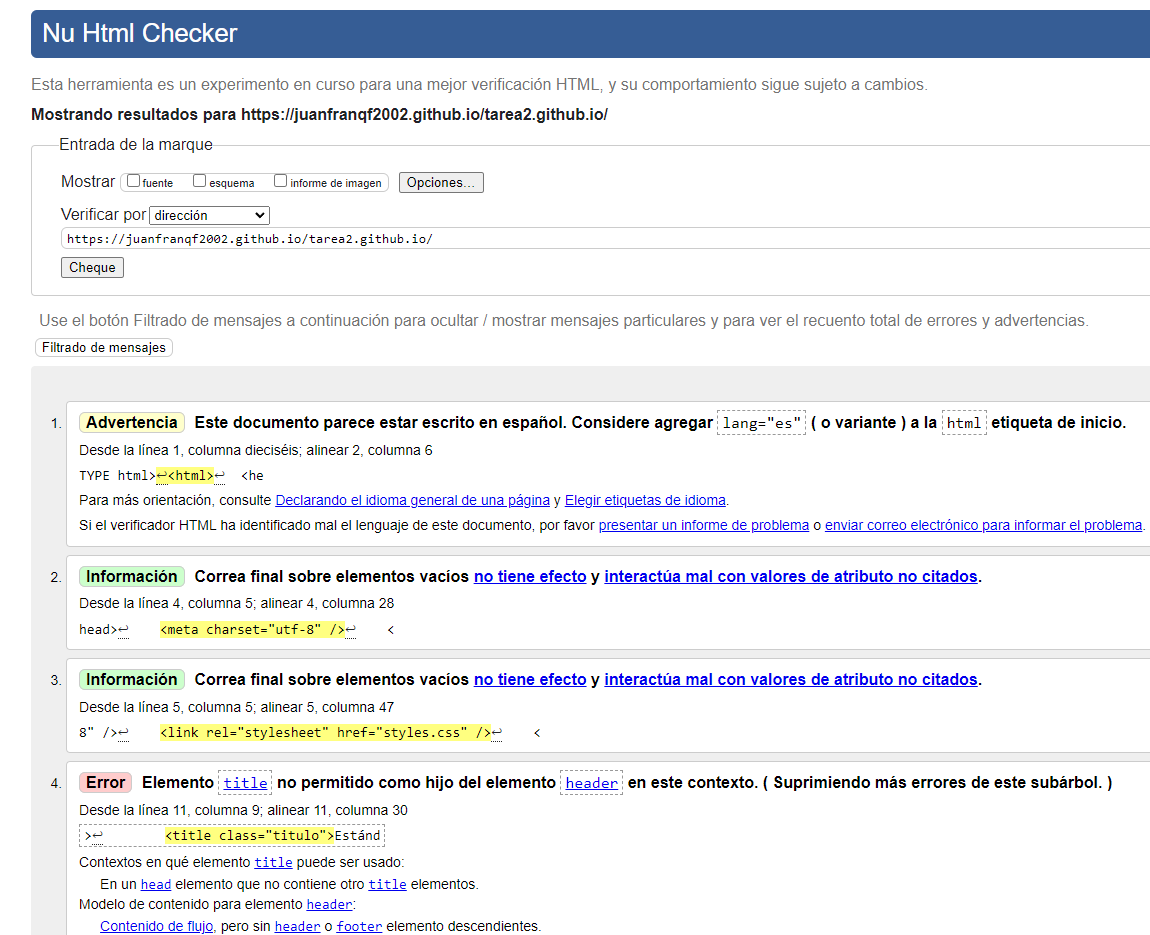 Nu Html Checker
Esta herramienta es un experimento en curso para una mejor verificación HTML, y su comportamiento sigue sujeto a cambios.
Mostrando resultados para https://juanfranqf2002.github.io/tarea2.github.io/
Entrada de la marque
Mostrar fuente esquema informe de imagen Opciones...
Verificar por dirección
https://juanfranqf2002.github.io/tarea2.github.io/
Cheque
Use el botón Filtrado de mensajes a continuación para ocultar / mostrar mensajes particulares y para ver el recuento total de errores y advertencias.
Filtrado de mensajes
1. Advertencia Este documento parece estar escrito en español. Considere agregar lang="es" ( o variante ) a la html etiqueta de inicio.
Desde la línea 1, columna dieciséis; alinear 2, columna 6
TYPE html>↩<html>↩ <he
Para más orientación, consulte Declarando el idioma general de una página y Elegir etiquetas de idioma.
Si el verificador HTML ha identificado mal el lenguaje de este documento, por favor presentar un informe de problema o enviar correo electrónico para informar el problema.
2. Información Correa final sobre elementos vacíos no tiene efecto y interactúa mal con valores de atributo no citados.
Desde la línea 4, columna 5; alinear 4, columna 28
head>↩ <meta charset="utf-8" />↩ <
3. Información Correa final sobre elementos vacíos no tiene efecto y interactúa mal con valores de atributo no citados.
Desde la línea 5, columna 5; alinear 5, columna 47
8" />↩ <link rel="stylesheet" href="styles.css" />↩ <
4. Error Elemento title no permitido como hijo del elemento header en este contexto. ( Suprimiendo más errores de este subárbol. )
Desde la línea 11, columna 9; alinear 11, columna 30
>↩ <title class="titulo">Estánd
Contextos en qué elemento title puede ser usado:
En un head elemento que no contiene otro title elementos.
Modelo de contenido para elemento header:
Contenido de flujo, pero sin header o footer elemento descendientes.